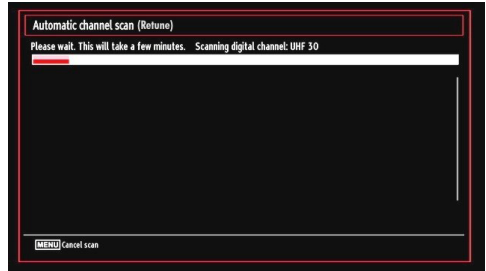 Automatic channel scan (Retune)
Please wait. This will take a few minutes. Scanning digital channel: UHF 30
MENU Cancel scan